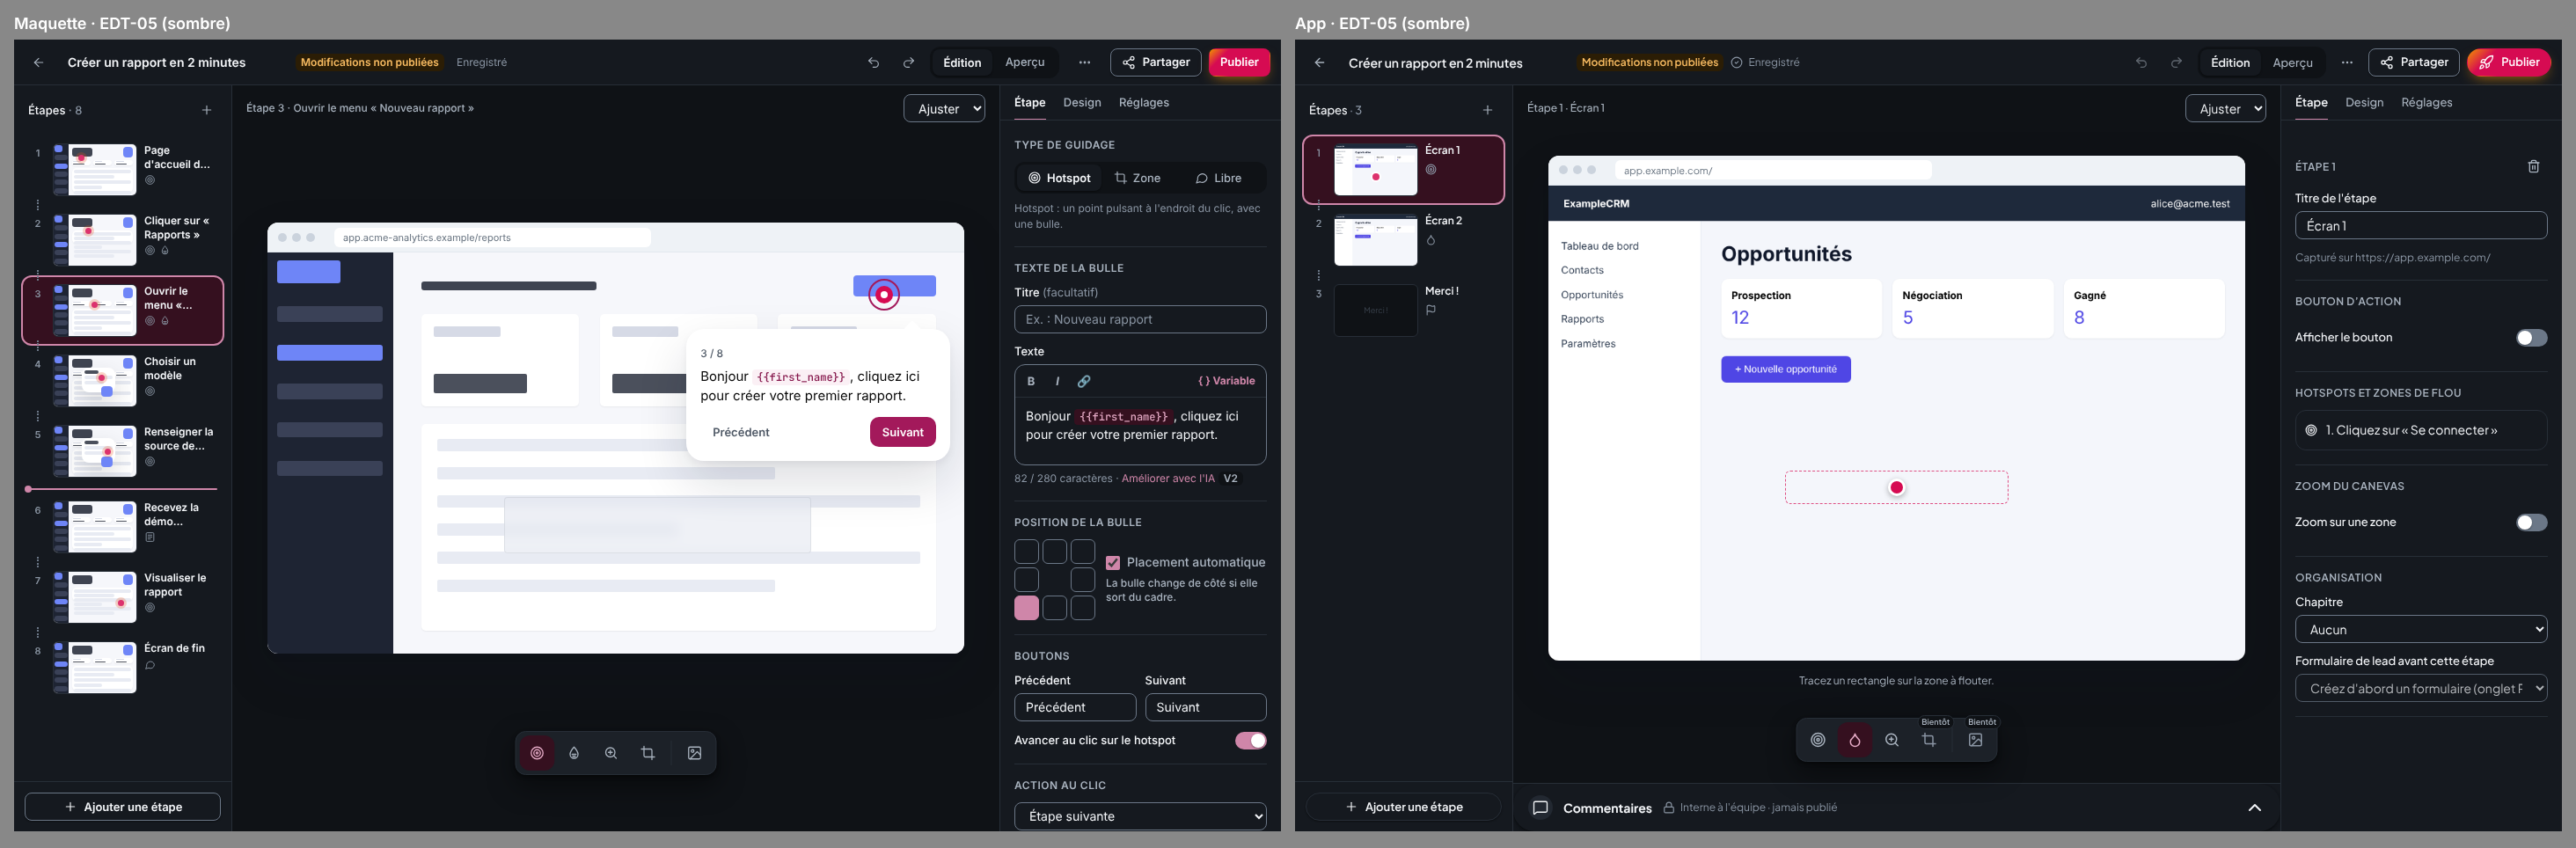 Maquette · EDT-05 (sombre)
Créer un rapport en 2 minutes
Modifications non publiées
Enregistré
Édition
Aperçu
Partager
Publier
Étapes · 8
1
Page d'accueil d...
2
Cliquer sur « Rapports »
3
Ouvrir le menu «...
4
Choisir un modèle
5
Renseigner la source de...
6
Recevez la démo...
7
Visualiser le rapport
8
Écran de fin
Ajouter une étape
Étape 3 · Ouvrir le menu « Nouveau rapport »
Ajuster
app.acme-analytics.example/reports
3 / 8
Bonjour {{first_name}}, cliquez ici
pour créer votre premier rapport.
Précédent
Suivant
Étape
Design
Réglages
TYPE DE GUIDAGE
Hotspot
Zone
Libre
Hotspot : un point pulsant à l'endroit du clic, avec
une bulle.
TEXTE DE LA BULLE
Titre (facultatif)
Ex. : Nouveau rapport
Texte
B I {} Variable
Bonjour {{first_name}}, cliquez ici
pour créer votre premier rapport.
82 / 280 caractères · Améliorer avec l'IA V2
POSITION DE LA BULLE
Placement automatique
La bulle change de côté si elle
sort du cadre.
BOUTONS
Précédent
Suivant
Précédent
Suivant
Avancer au clic sur le hotspot
ACTION AU CLIC
Étape suivante
App · EDT-05 (sombre)
Créer un rapport en 2 minutes
Modifications non publiées
Enregistré
Édition
Aperçu
Partager
Publier
Étapes · 3
1
Écran 1
2
Écran 2
3
Merci !
Merci !
Ajouter une étape
Étape 1 · Écran 1
Ajuster
app.example.com/
ExampleCRM
alice@acme.test
Tableau de bord
Contacts
Opportunités
Rapports
Paramètres
Opportunités
Prospection
12
Négociation
5
Gagné
8
+ Nouvelle opportunité
Tracez un rectangle sur la zone à flouter.
Bientôt
Bientôt
Commentaires
Interne à l'équipe · jamais publié
Étape
Design
Réglages
ÉTAPE 1
Titre de l'étape
Écran 1
Capturé sur https://app.example.com/
BOUTON D'ACTION
Afficher le bouton
HOTSPOTS ET ZONES DE FLOU
1. Cliquez sur « Se connecter »
ZOOM DU CANEVAS
Zoom sur une zone
ORGANISATION
Chapitre
Aucun
Formulaire de lead avant cette étape
Créez d'abord un formulaire (onglet F